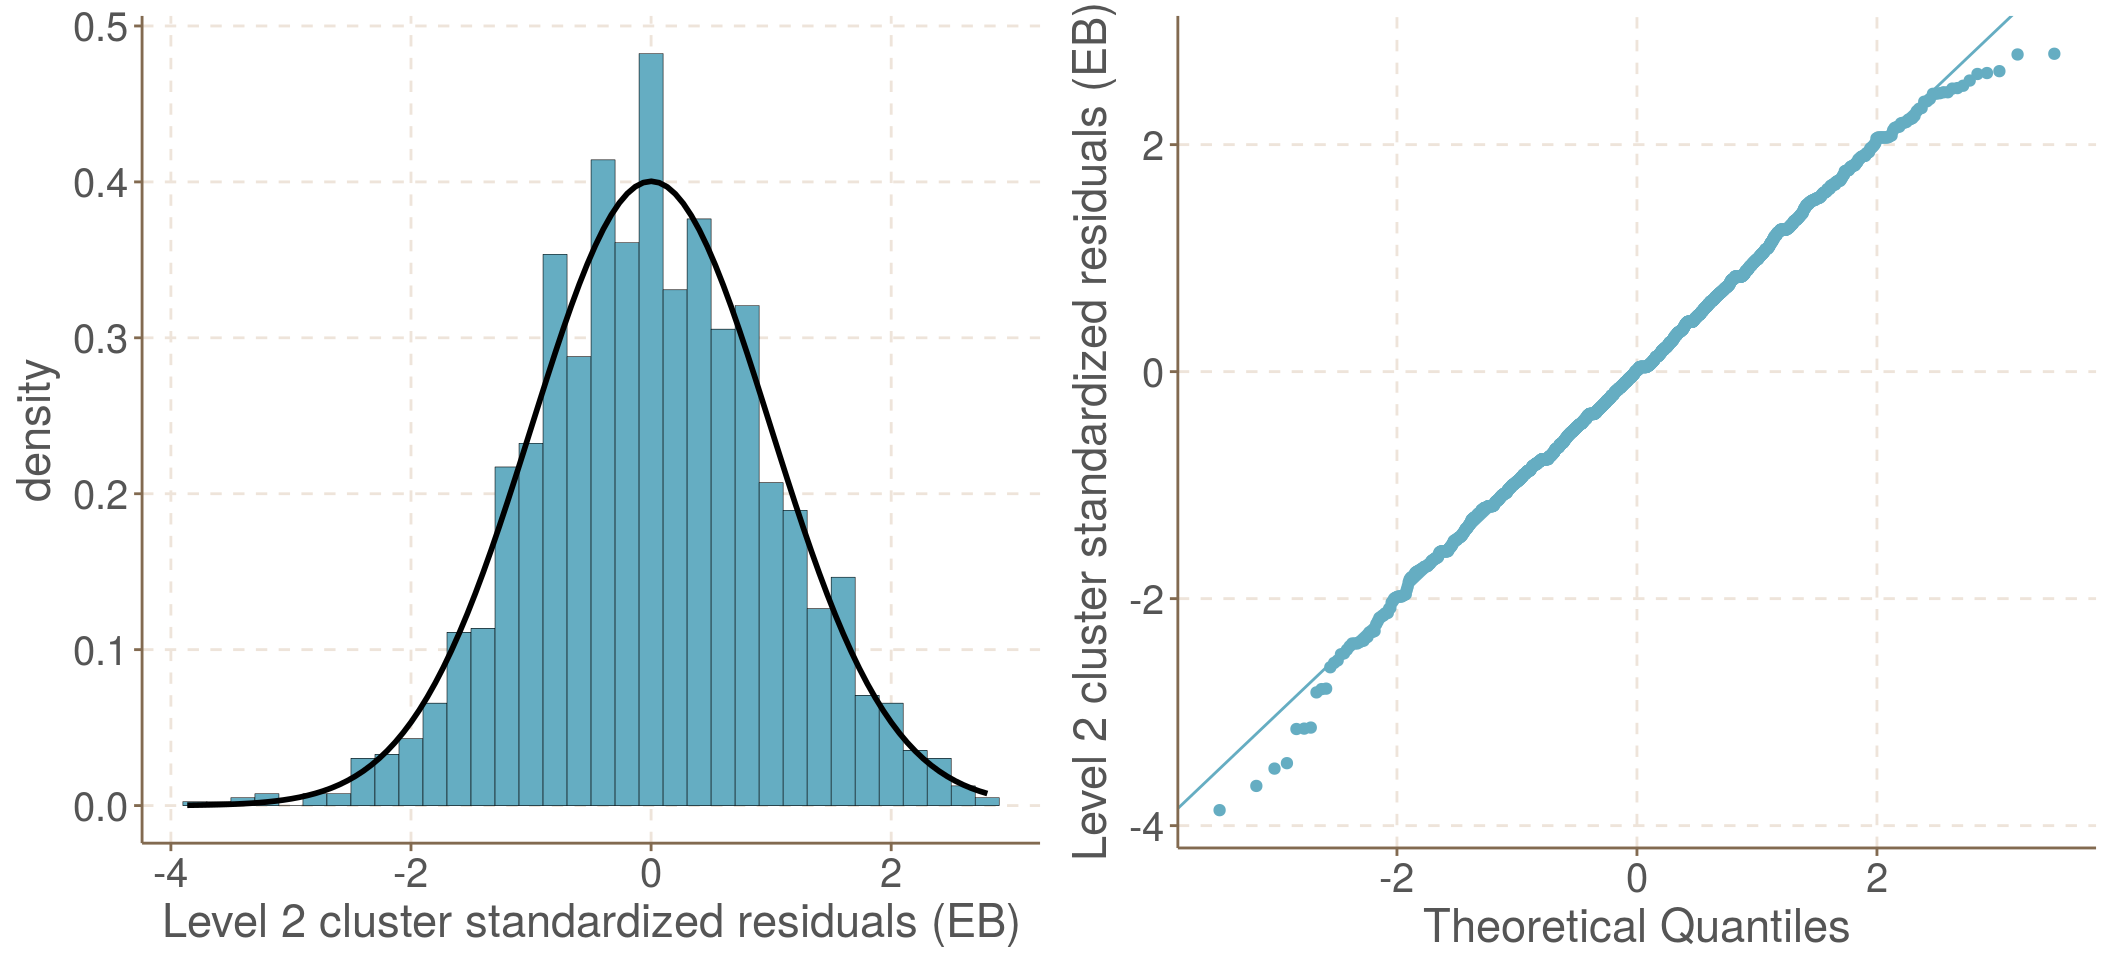 density
0.5
0.4
0.3
0.2
0.1
0.0
-4 -2 0 2
Level 2 cluster standardized residuals (EB)
Level 2 cluster standardized residuals (EB)
2
0
-2
-4
-2 0 2
Theoretical Quantiles